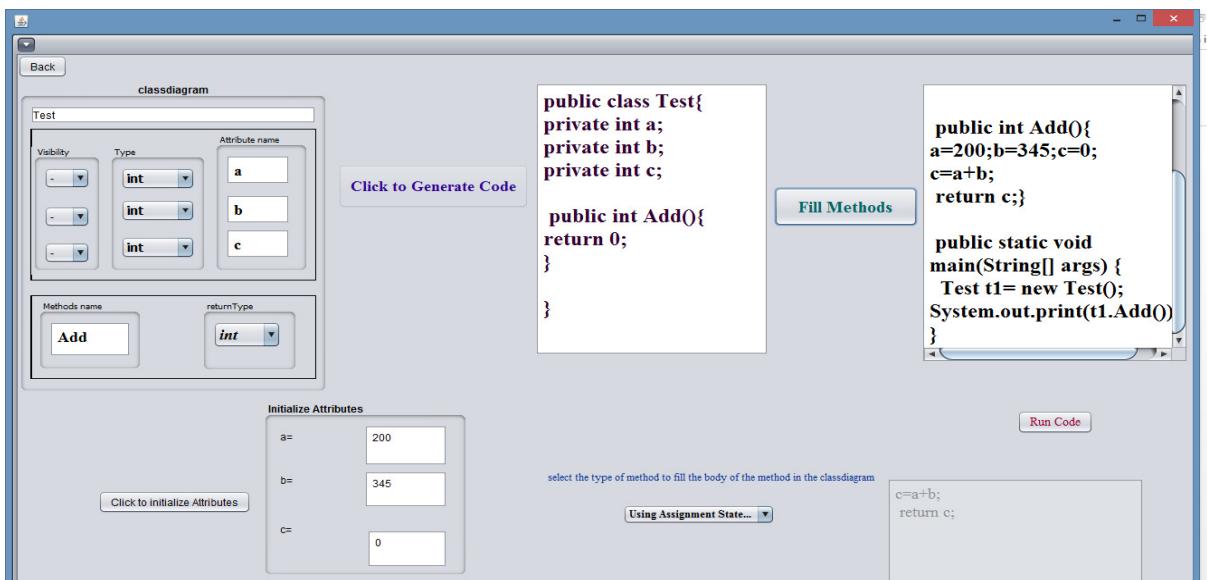 Back
classdiagram
Test
Visibility
Type
Attribute name
-
int
a
-
int
b
-
int
c
Methods name
returnType
Add
int
Click to Generate Code
public class Test{
private int a;
private int b;
private int c;
public int Add(){
return 0;
}
}
Fill Methods
public int Add(){
a=200;b=345;c=0;
c=a+b;
return c;}
public static void
main(String[] args) {
Test t1= new Test();
System.out.print(t1.Add())
}
Initialize Attributes
a=
200
b=
345
c=
0
Click to initialize Attributes
select the type of method to fill the body of the method in the classdiagram
Using Assignment State...
Run Code
c=a+b;
return c;